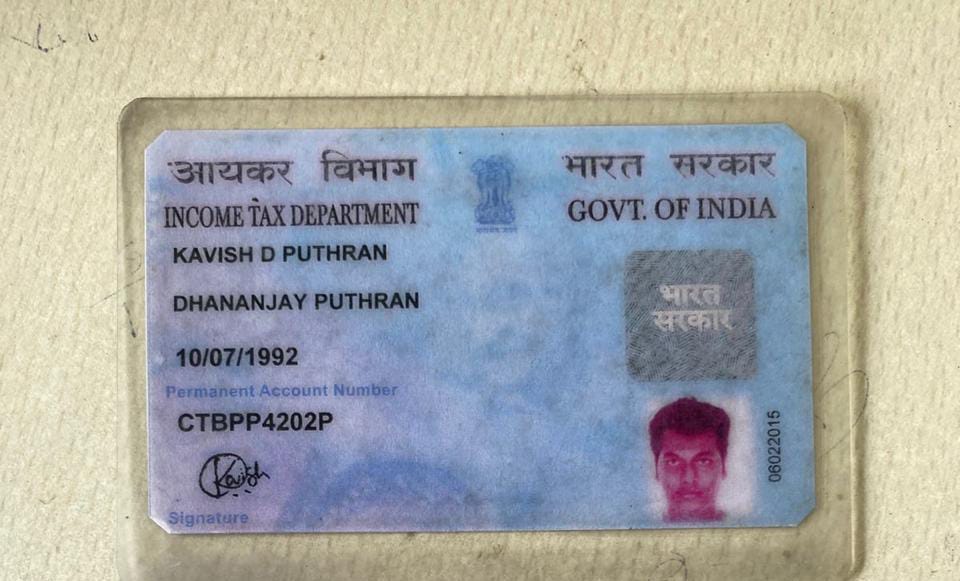 आयकर विभाग
भारत सरकार
INCOME TAX DEPARTMENT
GOVT. OF INDIA
KAVISH D PUTHRAN
DHANANJAY PUTHRAN
भारत
सरकार
10/07/1992
Permanent Account Number
CTBPP4202P
06022015
Kavish
Signature